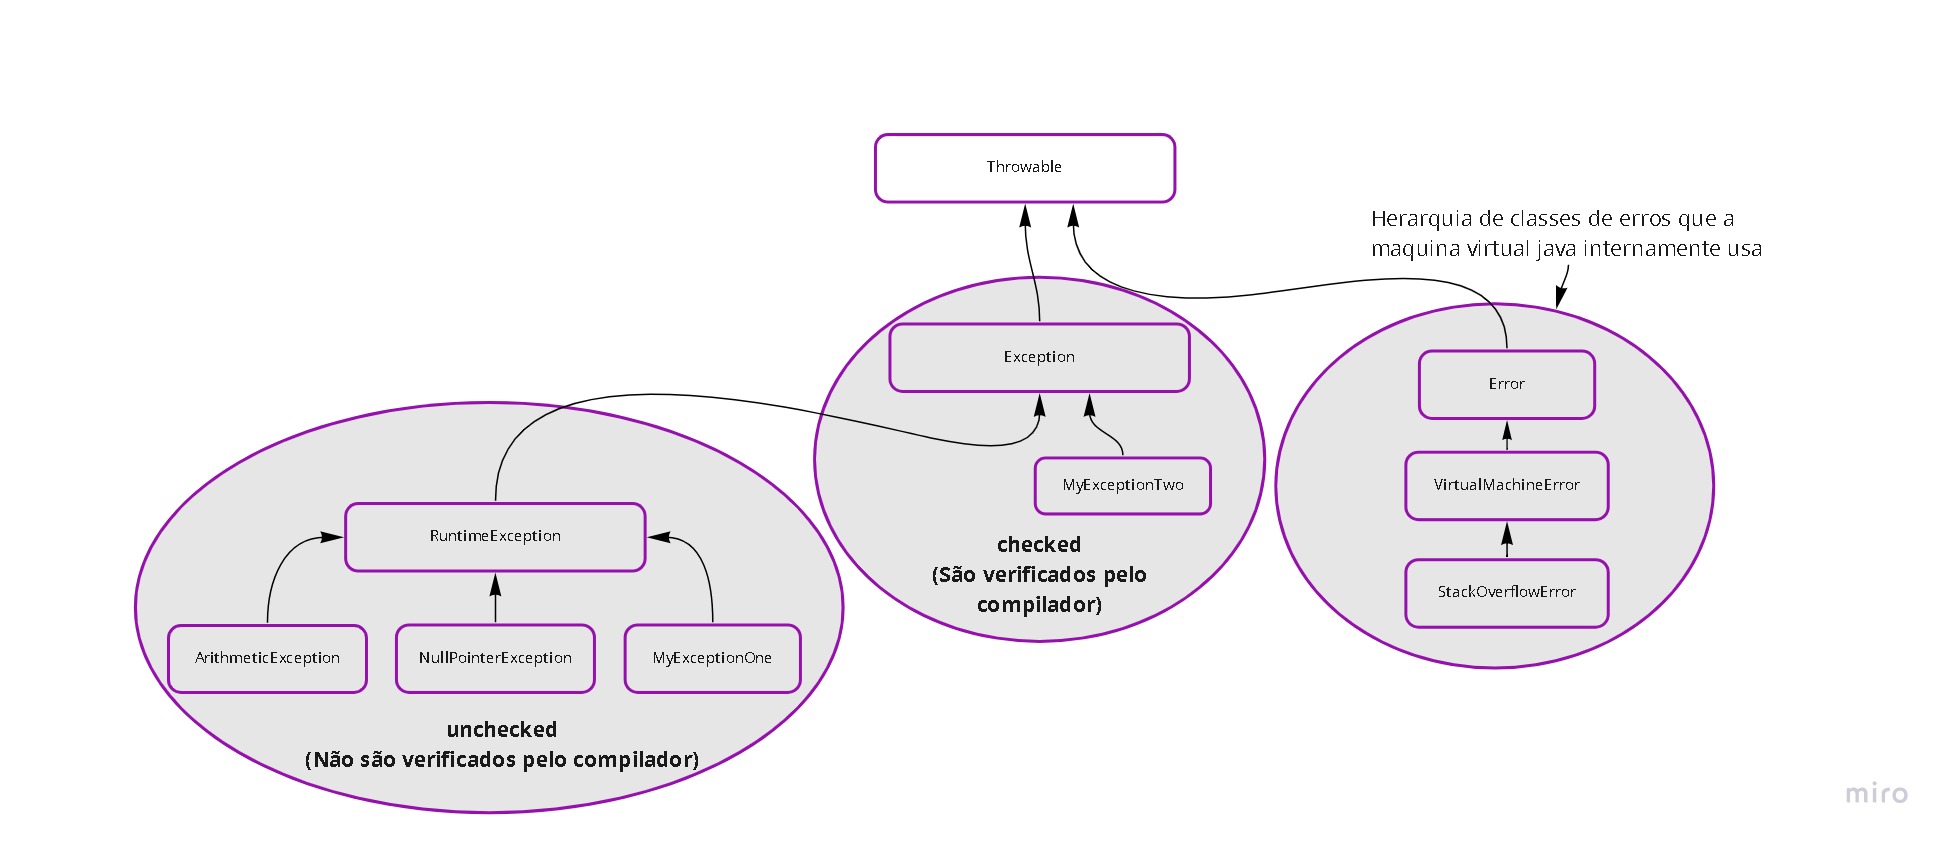 Throwable
Herarquia de classes de erros que a
maquina virtual java internamente usa
Exception
Error
MyExceptionTwo
VirtualMachineError
RuntimeException
checked
(São verificados pelo
compilador)
StackOverflowError
ArithmeticException
NullPointerException
MyExceptionOne
unchecked
(Não são verificados pelo compilador)
miro